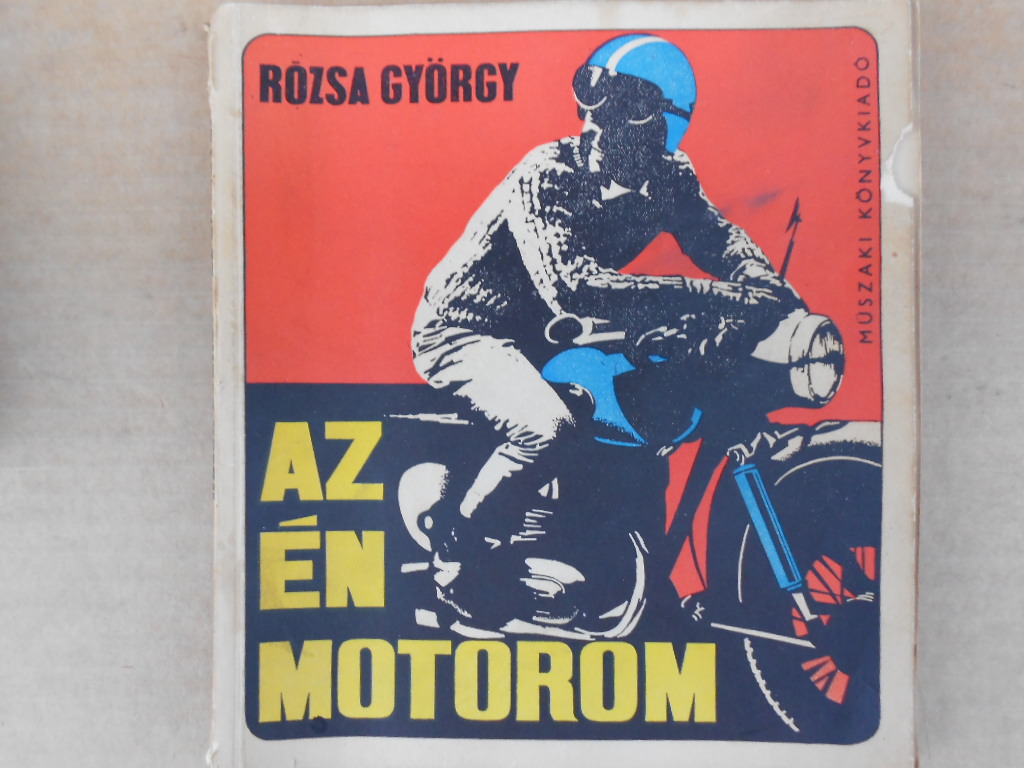 RÓZSA GYÖRGY
MŰSZAKI KÖNYVKIADÓ
AZ
ÉN
MOTOROM